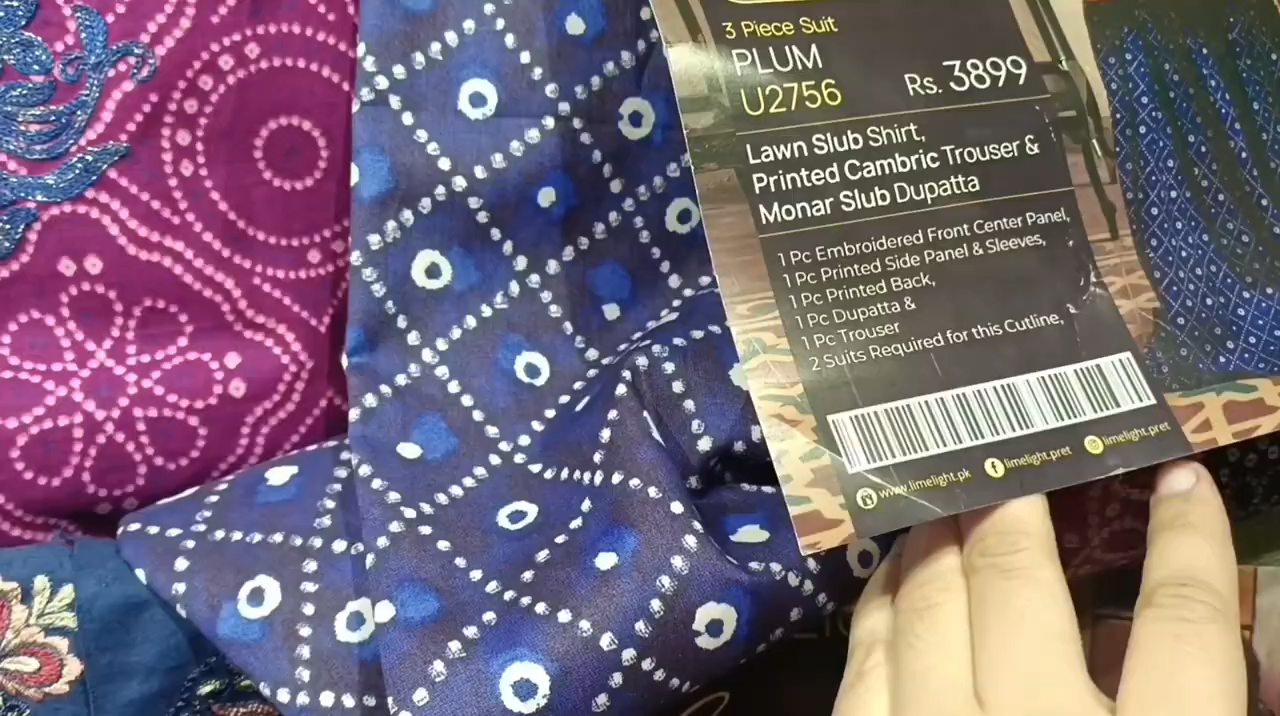 3 Piece Suit
PLUM
U2756
Rs. 3899
Lawn Slub Shirt,
Printed Cambric Trouser &
Monar Slub Dupatta
1 Pc Embroidered Front Center Panel,
1 Pc Printed Side Panel & Sleeves,
1 Pc Printed Back,
1 Pc Dupatta &
1 Pc Trouser
2 Suits Required for this Cutline,
www.limelight.pk
limelight.pret
limelight.pret